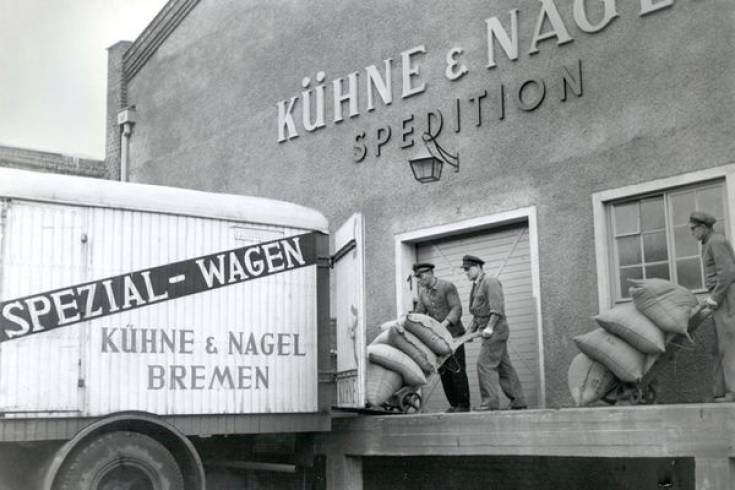 KÜHNE & NAGEL
SPEDITION
SPEZIAL-WAGEN
KÜHNE & NAGEL
BREMEN